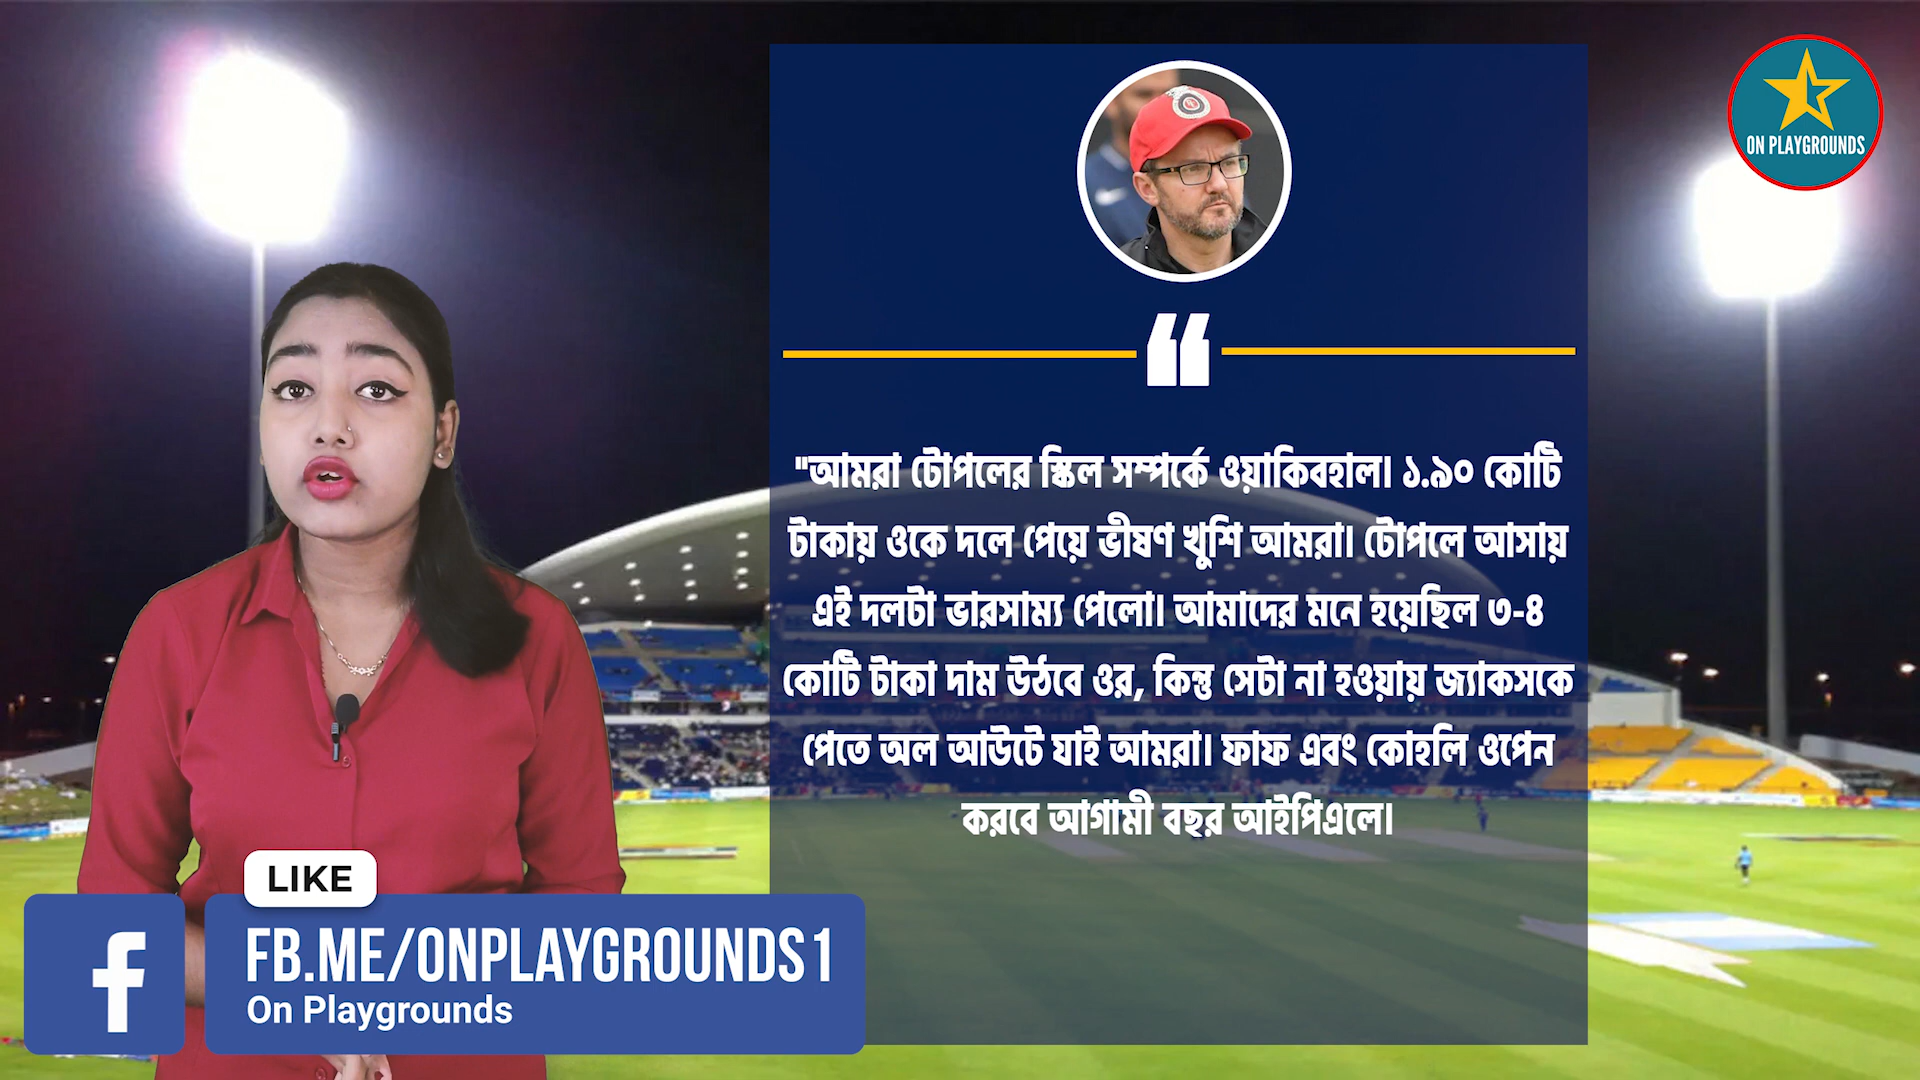 ON PLAYGROUNDS
"আমরা টোপলের স্কিল সম্পর্কে ওয়াকিবহাল। ১.৯০ কোটি
টাকায় ওকে দলে পেয়ে ভীষণ খুশি আমরা। টোপলে আসায়
এই দলটা ভারসাম্য পেলো। আমাদের মনে হয়েছিল ৩-৪
কোটি টাকা দাম উঠবে ওর, কিন্তু সেটা না হওয়ায় জ্যাকসকে
পেতে অল আউটে যাই আমরা। ফাফ এবং কোহলি ওপেন
করবে আগামী বছর আইপিএলে।
LIKE
FB.ME/ONPLAYGROUNDS1
On Playgrounds